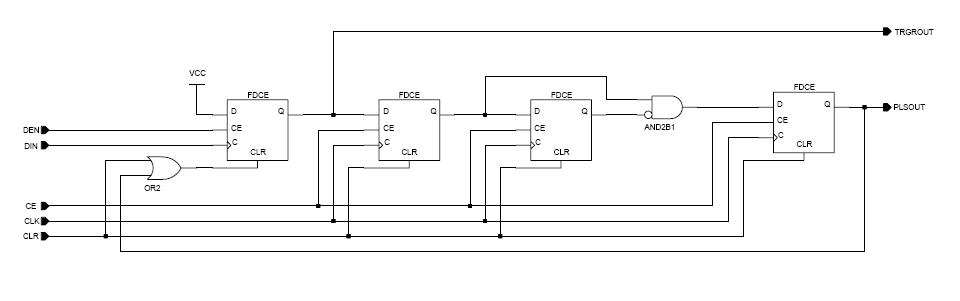 TRGROUT
VCC
FDCE
FDCE
FDCE
FDCE
D Q
D Q
D Q
D Q
PLSOUT
AND2B1
DEN
CE
CE
CE
CE
DIN
C
C
C
C
CLR
CLR
CLR
CLR
OR2
CE
CLK
CLR